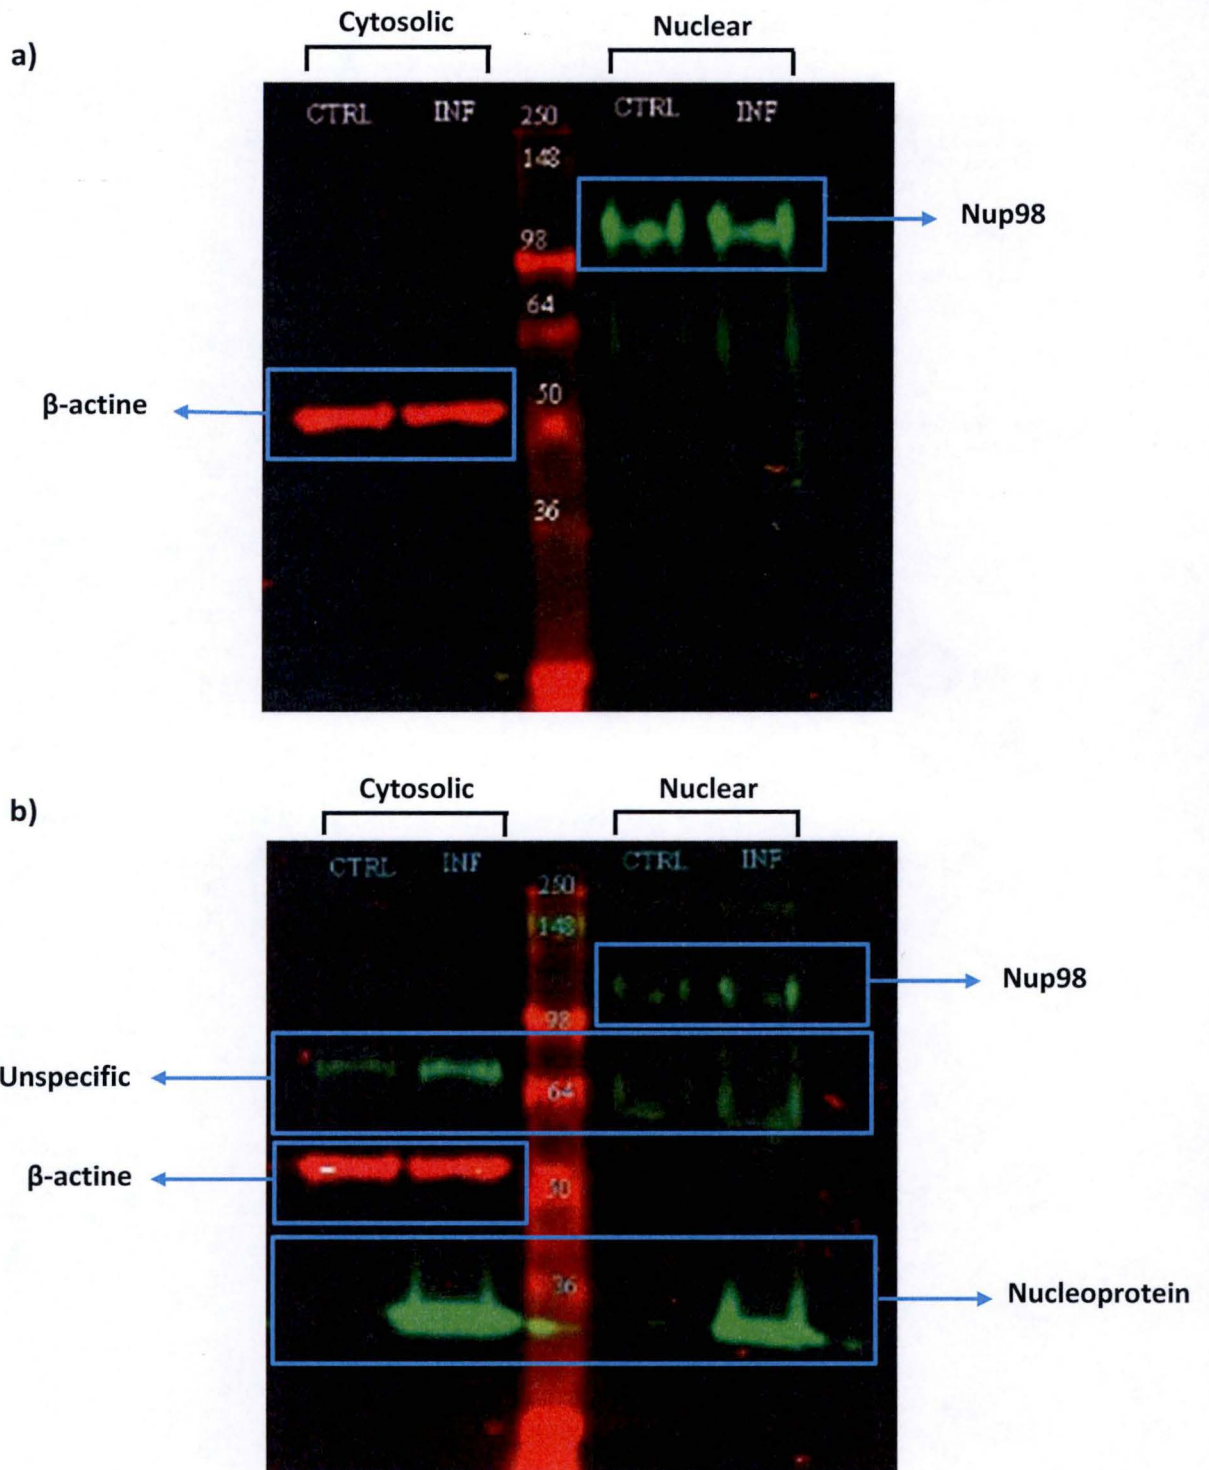 a)
Cytosolic
Nuclear
CTRL
INF
CTRL
INF
250
148
98
64
50
36
Nup98
β-actine
b)
Cytosolic
Nuclear
CTRL
INF
CTRL
INF
250
148
98
64
50
36
Nup98
Unspecific
β-actine
Nucleoprotein